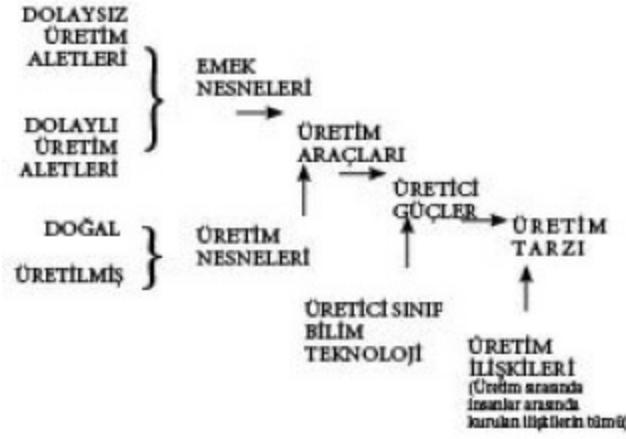 DOLAYSIZ
ÜRETİM
ALETLERİ
DOLAYLI
ÜRETİM
ALETLERİ
EMEK
NESNELERİ
ÜRETİM
ARAÇLARI
ÜRETİCİ
GÜÇLER
ÜRETİM
TARZI
DOĞAL
ÜRETİLMİŞ
ÜRETİM
NESNELERİ
ÜRETİCİ SINIF
BİLİM
TEKNOLOJİ
ÜRETİM
İLİŞKİLERİ
(Üretim sırasında
insanlar arasında
kurulan ilişkilerin tümü)